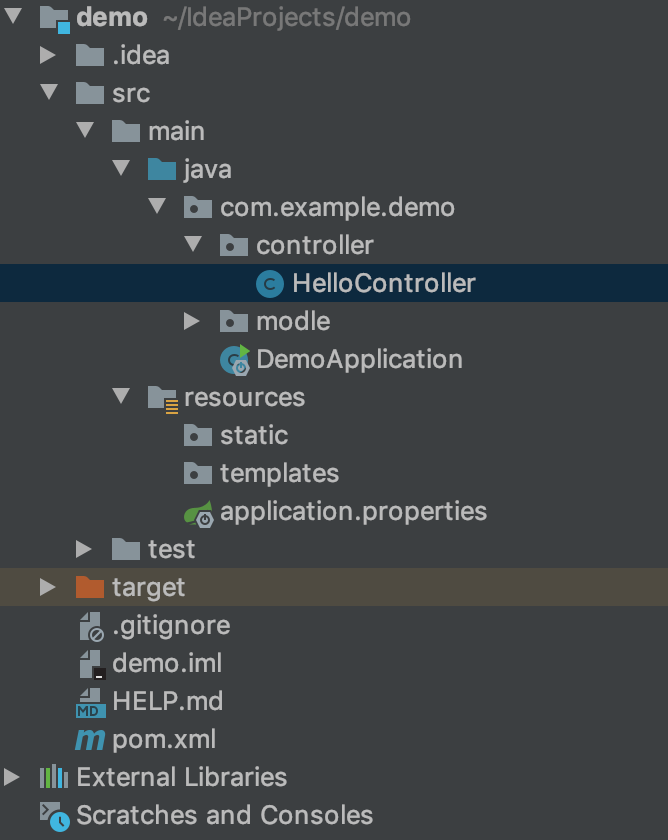 demo ~/IdeaProjects/demo
.idea
src
main
java
com.example.demo
controller
C HelloController
modle
DemoApplication
resources
static
templates
application.properties
test
target
.gitignore
demo.iml
MD HELP.md
m pom.xml
External Libraries
Scratches and Consoles